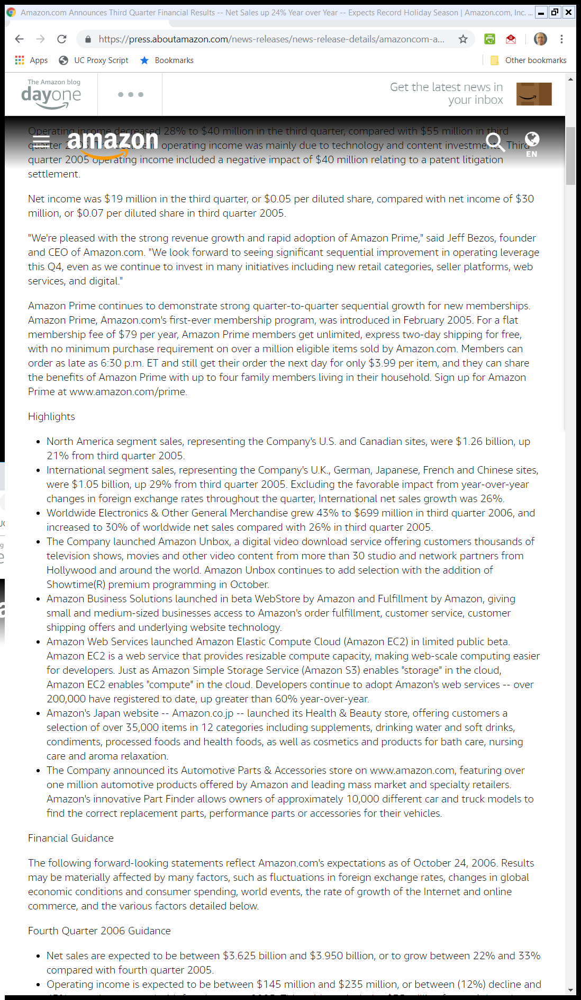 Amazon.com Announces Third Quarter Financial Results -- Net Sales up 24% Year over Year -- Expects Record Holiday Season | Amazon.com, Inc. ...
https://press.aboutamazon.com/news-releases/news-release-details/amazoncom-a...
Apps UC Proxy Script Bookmarks Other bookmarks
The Amazon blog
dayone
Get the latest news in
your inbox
amazon
EN
Operating income decreased 28% to $40 million in the third quarter, compared with $55 million in third
quarter 2005. The decline in operating income was mainly due to technology and content investments. Third
quarter 2005 operating income included a negative impact of $40 million relating to a patent litigation
settlement.
Net income was $19 million in the third quarter, or $0.05 per diluted share, compared with net income of $30
million, or $0.07 per diluted share in third quarter 2005.
"We're pleased with the strong revenue growth and rapid adoption of Amazon Prime," said Jeff Bezos, founder
and CEO of Amazon.com. "We look forward to seeing significant sequential improvement in operating leverage
this Q4, even as we continue to invest in many initiatives including new retail categories, seller platforms, web
services, and digital."
Amazon Prime continues to demonstrate strong quarter-to-quarter sequential growth for new memberships.
Amazon Prime, Amazon.com's first-ever membership program, was introduced in February 2005. For a flat
membership fee of $79 per year, Amazon Prime members get unlimited, express two-day shipping for free,
with no minimum purchase requirement on over a million eligible items sold by Amazon.com. Members can
order as late as 6:30 p.m. ET and still get their order the next day for only $3.99 per item, and they can share
the benefits of Amazon Prime with up to four family members living in their household. Sign up for Amazon
Prime at www.amazon.com/prime.
Highlights
• North America segment sales, representing the Company's U.S. and Canadian sites, were $1.26 billion, up
21% from third quarter 2005.
• International segment sales, representing the Company's U.K., German, Japanese, French and Chinese sites,
were $1.05 billion, up 29% from third quarter 2005. Excluding the favorable impact from year-over-year
changes in foreign exchange rates throughout the quarter, International net sales growth was 26%.
• Worldwide Electronics & Other General Merchandise grew 43% to $699 million in third quarter 2006, and
increased to 30% of worldwide net sales compared with 26% in third quarter 2005.
• The Company launched Amazon Unbox, a digital video download service offering customers thousands of
television shows, movies and other video content from more than 30 studio and network partners from
Hollywood and around the world. Amazon Unbox continues to add selection with the addition of
Showtime(R) premium programming in October.
• Amazon Business Solutions launched in beta WebStore by Amazon and Fulfillment by Amazon, giving
small and medium-sized businesses access to Amazon's order fulfillment, customer service, customer
shipping offers and underlying website technology.
• Amazon Web Services launched Amazon Elastic Compute Cloud (Amazon EC2) in limited public beta.
Amazon EC2 is a web service that provides resizable compute capacity, making web-scale computing easier
for developers. Just as Amazon Simple Storage Service (Amazon S3) enables "storage" in the cloud,
Amazon EC2 enables "compute" in the cloud. Developers continue to adopt Amazon's web services -- over
200,000 have registered to date, up greater than 60% year-over-year.
• Amazon's Japan website -- Amazon.co.jp -- launched its Health & Beauty store, offering customers a
selection of over 35,000 items in 12 categories including supplements, drinking water and soft drinks,
condiments, processed foods and health foods, as well as cosmetics and products for bath care, nursing
care and aroma relaxation.
• The Company announced its Automotive Parts & Accessories store on www.amazon.com, featuring over
one million automotive products offered by Amazon and leading mass market and specialty retailers.
Amazon's innovative Part Finder allows owners of approximately 10,000 different car and truck models to
find the correct replacement parts, performance parts or accessories for their vehicles.
Financial Guidance
The following forward-looking statements reflect Amazon.com's expectations as of October 24, 2006. Results
may be materially affected by many factors, such as fluctuations in foreign exchange rates, changes in global
economic conditions and consumer spending, world events, the rate of growth of the Internet and online
commerce, and the various factors detailed below.
Fourth Quarter 2006 Guidance
• Net sales are expected to be between $3.625 billion and $3.950 billion, or to grow between 22% and 33%
compared with fourth quarter 2005.
• Operating income is expected to be between $145 million and $235 million, or between (12%) decline and